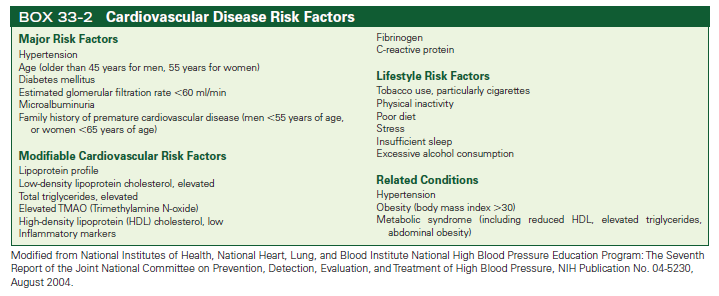 BOX 33-2 Cardiovascular Disease Risk Factors
Major Risk Factors
Hypertension
Age (older than 45 years for men, 55 years for women)
Diabetes mellitus
Estimated glomerular filtration rate <60 ml/min
Microalbuminuria
Family history of premature cardiovascular disease (men <55 years of age,
or women <65 years of age)
Modifiable Cardiovascular Risk Factors
Lipoprotein profile
Low-density lipoprotein cholesterol, elevated
Total triglycerides, elevated
Elevated TMAO (Trimethylamine N-oxide)
High-density lipoprotein (HDL) cholesterol, low
Inflammatory markers
Fibrinogen
C-reactive protein
Lifestyle Risk Factors
Tobacco use, particularly cigarettes
Physical inactivity
Poor diet
Stress
Insufficient sleep
Excessive alcohol consumption
Related Conditions
Hypertension
Obesity (body mass index >30)
Metabolic syndrome (including reduced HDL, elevated triglycerides,
abdominal obesity)
Modified from National Institutes of Health, National Heart, Lung, and Blood Institute National High Blood Pressure Education Program: The Seventh
Report of the Joint National Committee on Prevention, Detection, Evaluation, and Treatment of High Blood Pressure, NIH Publication No. 04-5230,
August 2004.